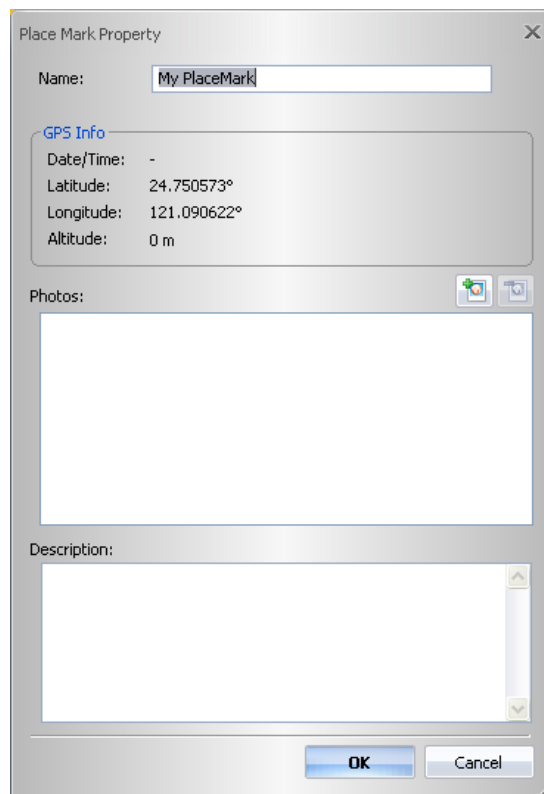 Place Mark Property
Name: My PlaceMark
GPS Info
Date/Time: -
Latitude: 24.750573°
Longitude: 121.090622°
Altitude: 0 m
Photos:
Description:
OK Cancel